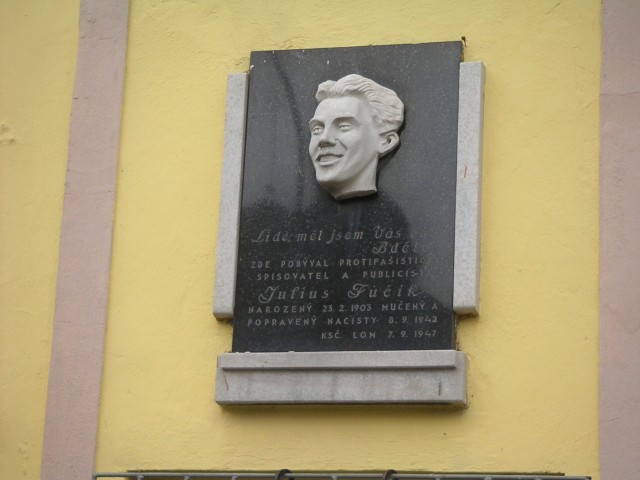 Lidé, měl jsem Vás
Bděte
ZDE POBÝVAL PROTIFAŠISTICKÝ
SPISOVATEL A PUBLICISTA
Julius Fučík
NAROZENÝ 23. 2. 1903 MUČENÝ A
POPRAVENÝ NACISTY 8. 9. 1943
KSČ. LOM 7. 9. 1947